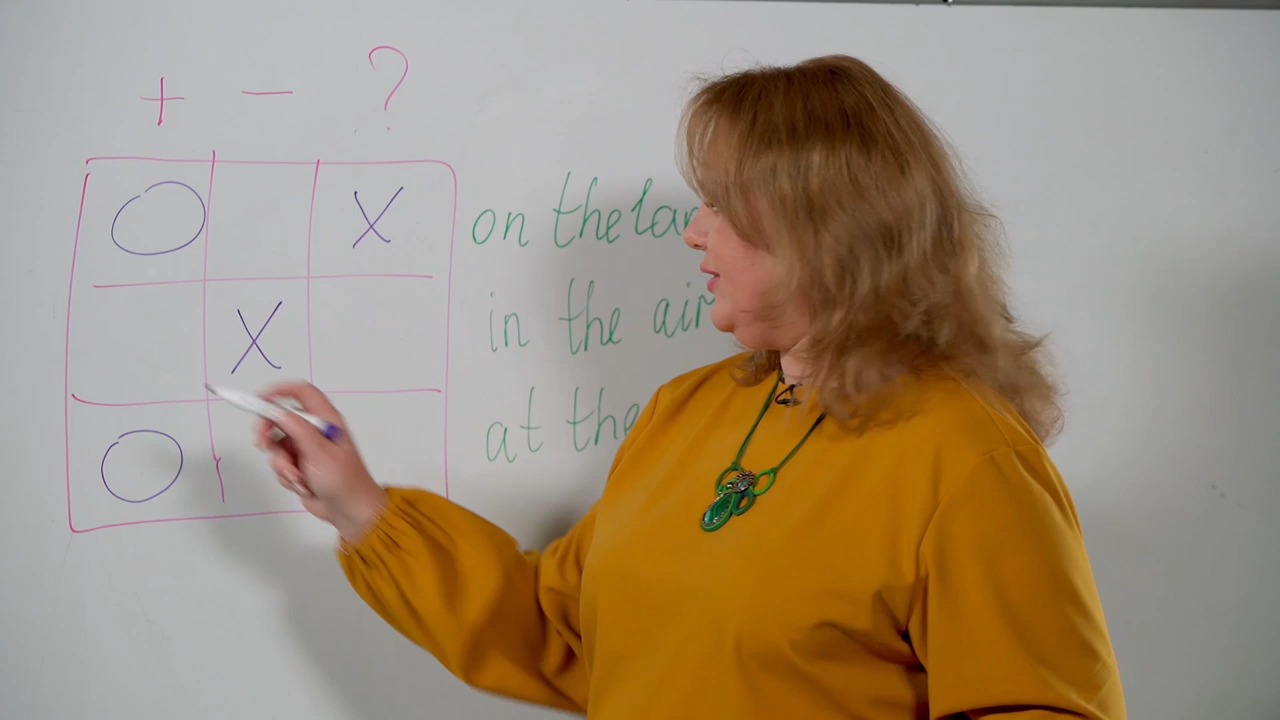 + − ?
O X on the
X in the air
O at the